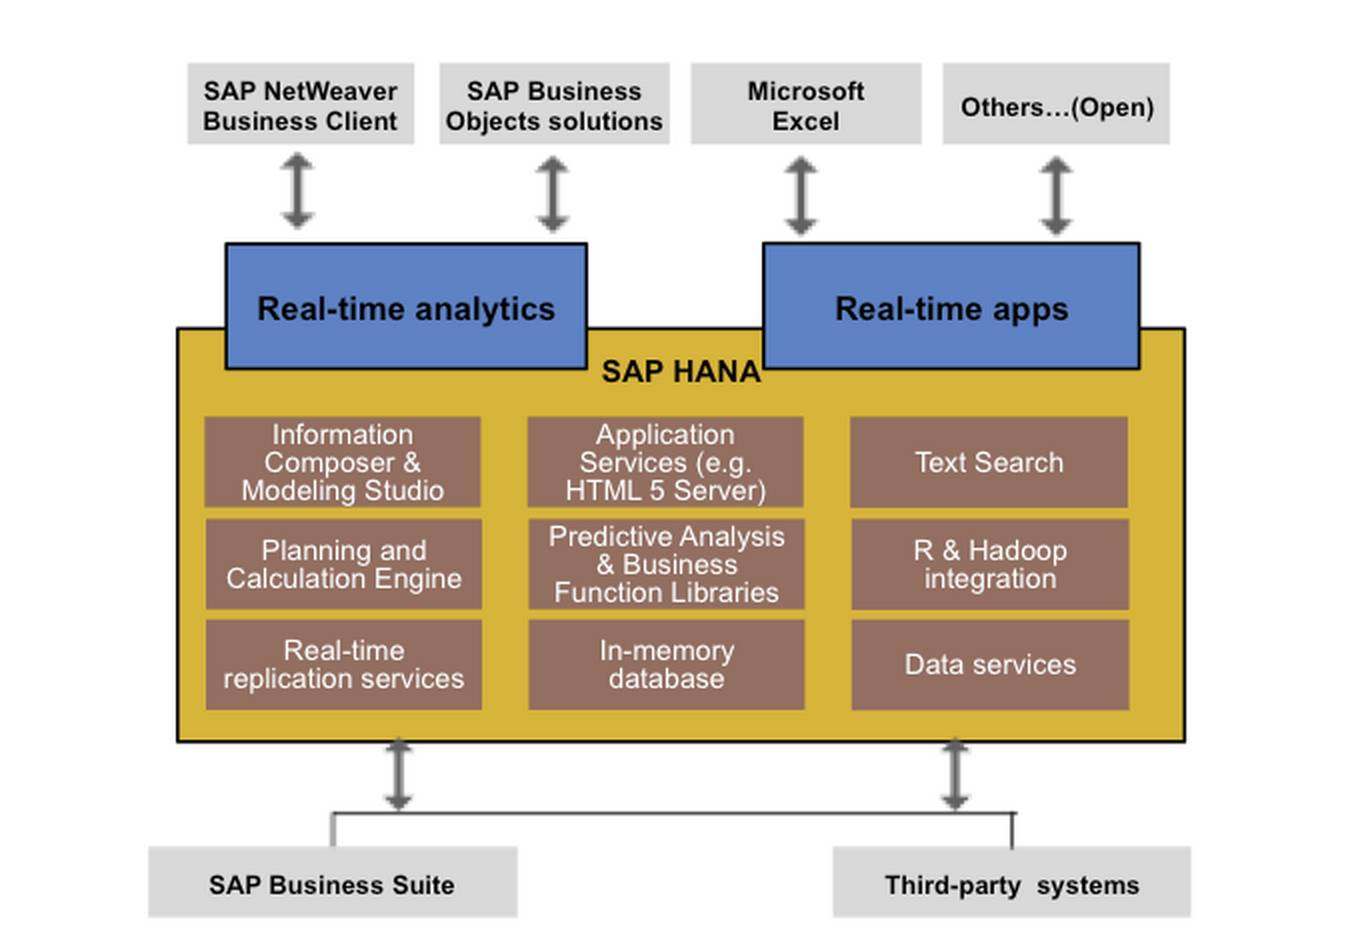 SAP NetWeaver
Business Client
SAP Business
Objects solutions
Microsoft
Excel
Others...(Open)
Real-time analytics
Real-time apps
SAP HANA
Information
Composer &
Modeling Studio
Application
Services (e.g.
HTML 5 Server)
Text Search
Planning and
Calculation Engine
Predictive Analysis
& Business
Function Libraries
R & Hadoop
integration
Real-time
replication services
In-memory
database
Data services
SAP Business Suite
Third-party systems